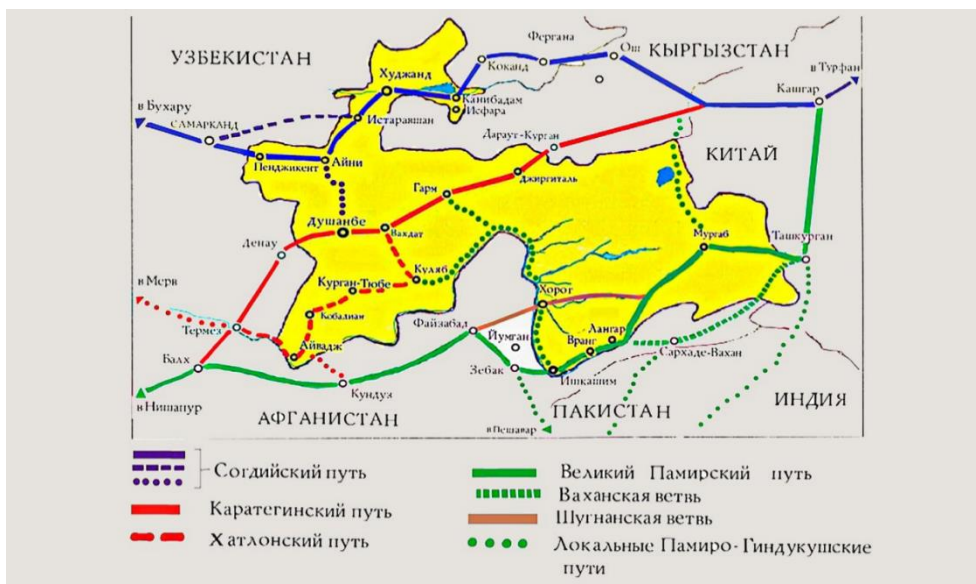 УЗБЕКИСТАН
Фергана
Ош
КЫРГЫЗСТАН
в Турфан
Худжанд
Коканд
Кашгар
в Бухару
Канибадам
Исфара
САМАРКАНД
Истаравшан
Дараут-Курган
КИТАЙ
Пенджикент
Айни
Джиргиталь
Гарм
Душанбе
Вахдат
Мургаб
Ташкурган
Денау
Куляб
в Мерв
Курган-Тюбе
Хорог
Кобадиан
Файзабад
Термез
Йумган
Лангар
Вранг
Сархаде-Вахан
Айвадж
Балх
Зебак
Ишкашим
Кундуз
в Нишапур
АФГАНИСТАН
ПАКИСТАН
ИНДИЯ
в Пешавар
Согдийский путь
Каратегинский путь
Хатлонский путь
Великий Памирский путь
Ваханская ветвь
Шугнанская ветвь
Локальные Памиро-Гиндукушские
пути